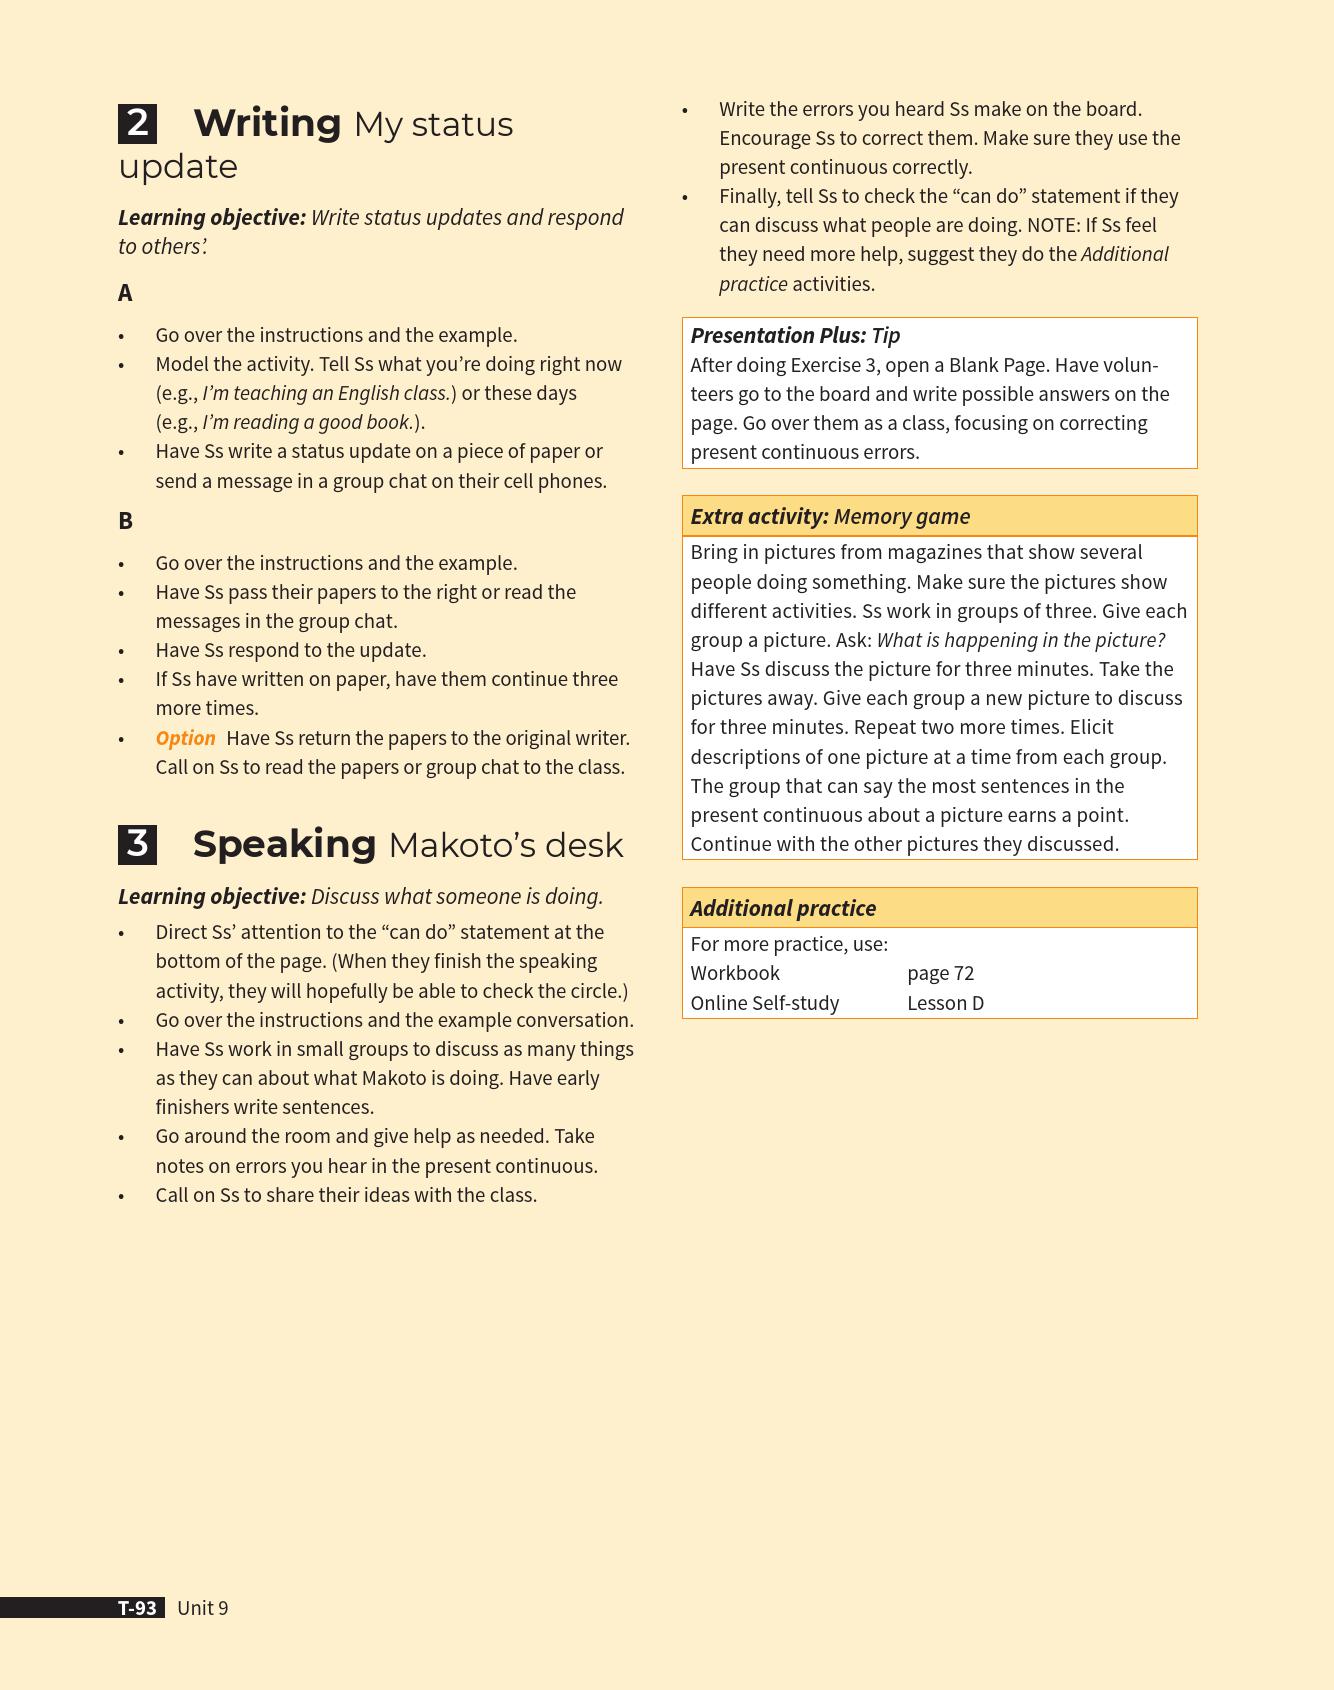 2 Writing My status
update
Learning objective: Write status updates and respond
to others’.
A
• Go over the instructions and the example.
• Model the activity. Tell Ss what you’re doing right now
(e.g., I’m teaching an English class.) or these days
(e.g., I’m reading a good book.).
• Have Ss write a status update on a piece of paper or
send a message in a group chat on their cell phones.
B
• Go over the instructions and the example.
• Have Ss pass their papers to the right or read the
messages in the group chat.
• Have Ss respond to the update.
• If Ss have written on paper, have them continue three
more times.
• Option Have Ss return the papers to the original writer.
Call on Ss to read the papers or group chat to the class.
3 Speaking Makoto’s desk
Learning objective: Discuss what someone is doing.
• Direct Ss’ attention to the “can do” statement at the
bottom of the page. (When they finish the speaking
activity, they will hopefully be able to check the circle.)
• Go over the instructions and the example conversation.
• Have Ss work in small groups to discuss as many things
as they can about what Makoto is doing. Have early
finishers write sentences.
• Go around the room and give help as needed. Take
notes on errors you hear in the present continuous.
• Call on Ss to share their ideas with the class.
• Write the errors you heard Ss make on the board.
Encourage Ss to correct them. Make sure they use the
present continuous correctly.
• Finally, tell Ss to check the “can do” statement if they
can discuss what people are doing. NOTE: If Ss feel
they need more help, suggest they do the Additional
practice activities.
Presentation Plus: Tip
After doing Exercise 3, open a Blank Page. Have volun-
teers go to the board and write possible answers on the
page. Go over them as a class, focusing on correcting
present continuous errors.
Extra activity: Memory game
Bring in pictures from magazines that show several
people doing something. Make sure the pictures show
different activities. Ss work in groups of three. Give each
group a picture. Ask: What is happening in the picture?
Have Ss discuss the picture for three minutes. Take the
pictures away. Give each group a new picture to discuss
for three minutes. Repeat two more times. Elicit
descriptions of one picture at a time from each group.
The group that can say the most sentences in the
present continuous about a picture earns a point.
Continue with the other pictures they discussed.
Additional practice
For more practice, use:
Workbook page 72
Online Self-study Lesson D
T-93 Unit 9